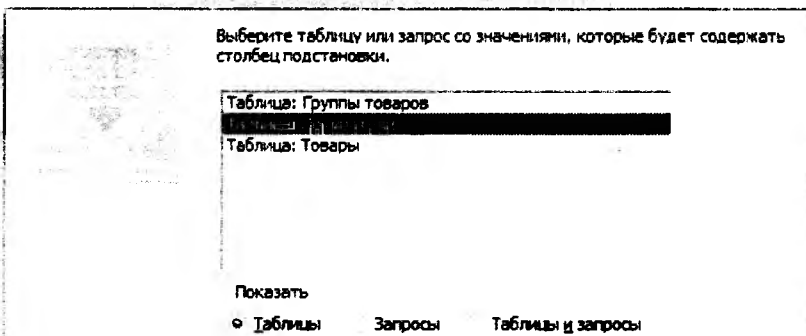 Выберите таблицу или запрос со значениями, которые будет содержать
столбец подстановки.
Таблица: Группы товаров
Таблица: Товары
Показать
Таблицы Запросы Таблицы и запросы